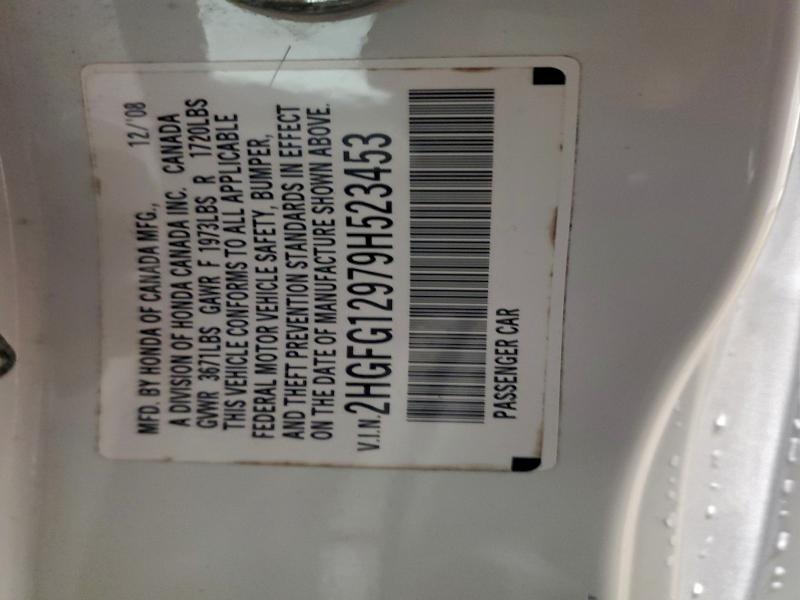 MFD. BY HONDA OF CANADA MFG., 12/'08
A DIVISION OF HONDA CANADA INC. CANADA
GVWR 3671LBS GAWR F 1973LBS R 1720LBS
THIS VEHICLE CONFORMS TO ALL APPLICABLE
FEDERAL MOTOR VEHICLE SAFETY, BUMPER,
AND THEFT PREVENTION STANDARDS IN EFFECT
ON THE DATE OF MANUFACTURE SHOWN ABOVE.
V.I.N. 2HGFG12979H523453
PASSENGER CAR